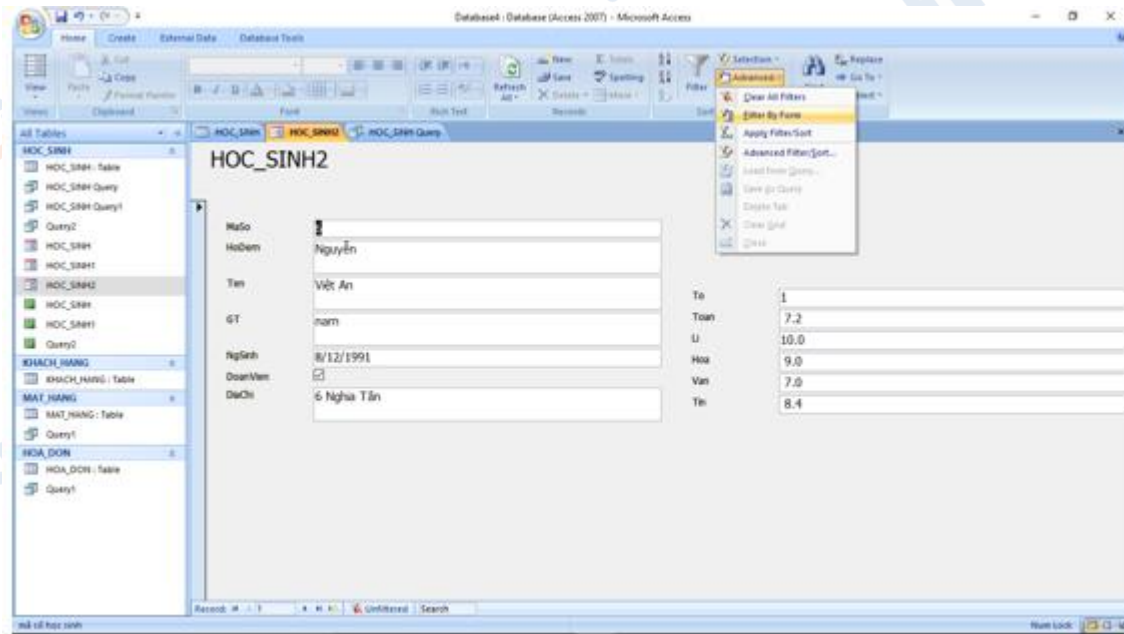 Database4 : Database (Access 2007) - Microsoft Access
Home Create External Data Database Tools
Cut
Copy
Format Painter
View Paste
Refresh All
New
Save
Delete
Totals
Spelling
More
Filter
Selection
Advanced
Replace
Go To
Views Clipboard Font Rich Text Records
Clear All Filters
Filter By Form
Apply Filter/Sort
Advanced Filter/Sort...
Load from Query...
Save As Query
Delete Tab
Clear Grid
Close
All Tables
HOC_SINH
HOC_SINH : Table
HOC_SINH Query
HOC_SINH Query1
Query2
HOC_SINH
HOC_SINH1
HOC_SINH2
HOC_SINH
HOC_SINH1
Query2
KHACH_HANG
KHACH_HANG : Table
MAT_HANG
MAT_HANG : Table
Query1
HOA_DON
HOA_DON : Table
Query1
HOC_SINH HOC_SINH2 HOC_SINH Query
HOC_SINH2
MaSo
HoDem Nguyễn
Ten Việt An
GT nam
NgSinh 8/12/1991
DoanVien
DiaChi 6 Nghĩa Tân
To 1
Toan 7.2
Li 10.0
Hoa 9.0
Van 7.0
Tin 8.4
Record: Unfiltered Search
mã số học sinh
Num Lock